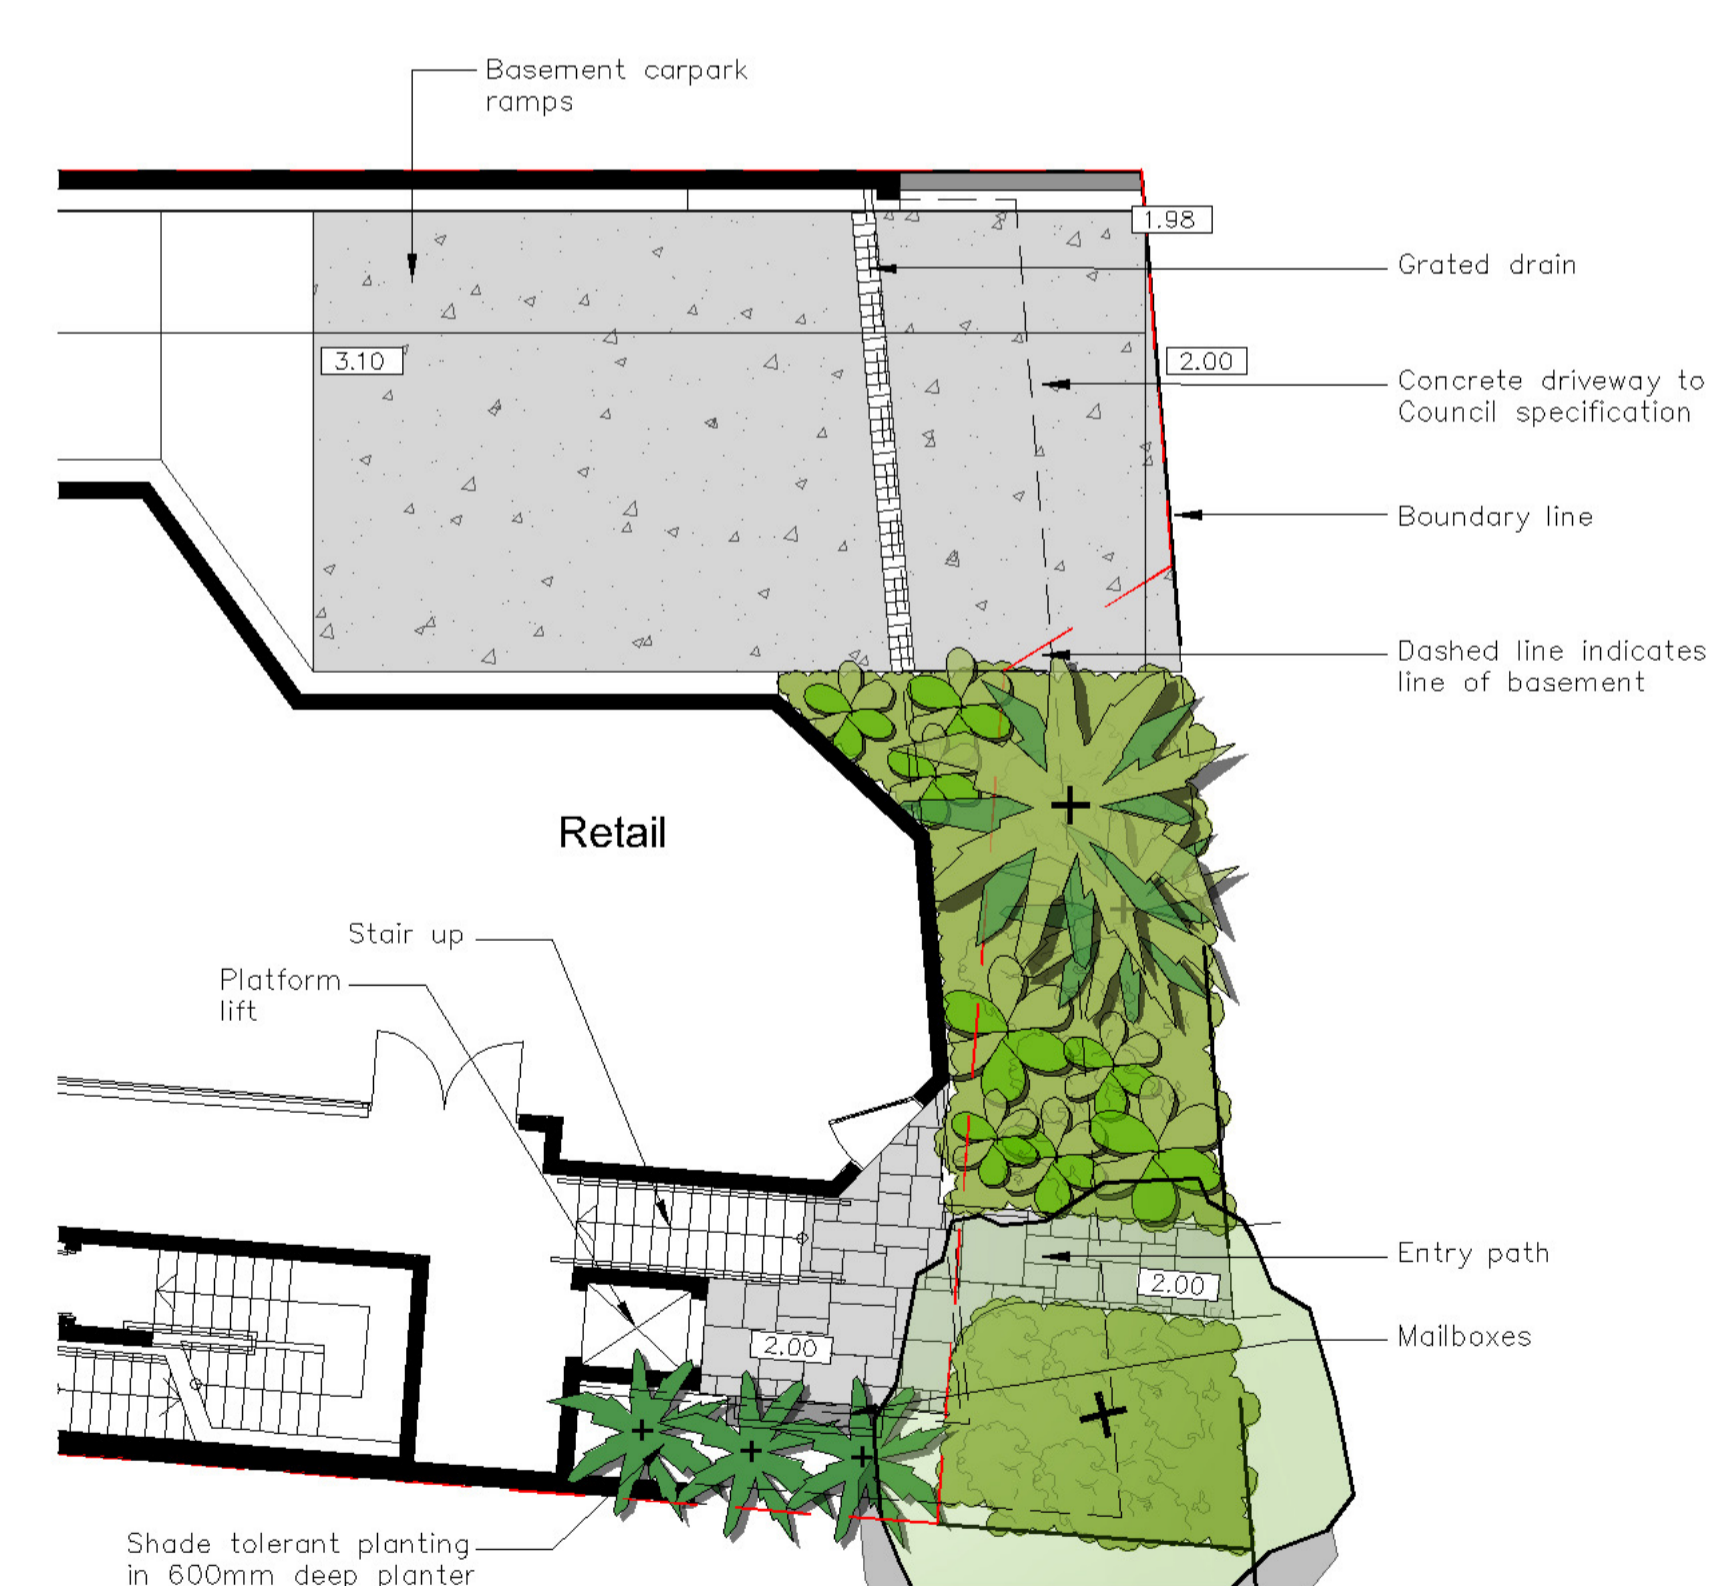 Basement carpark
ramps
1.98
Grated drain
3.10
2.00
Concrete driveway to
Council specification
Boundary line
Dashed line indicates
line of basement
Retail
Stair up
Platform
lift
Entry path
2.00
Mailboxes
2.00
Shade tolerant planting
in 600mm deep planter